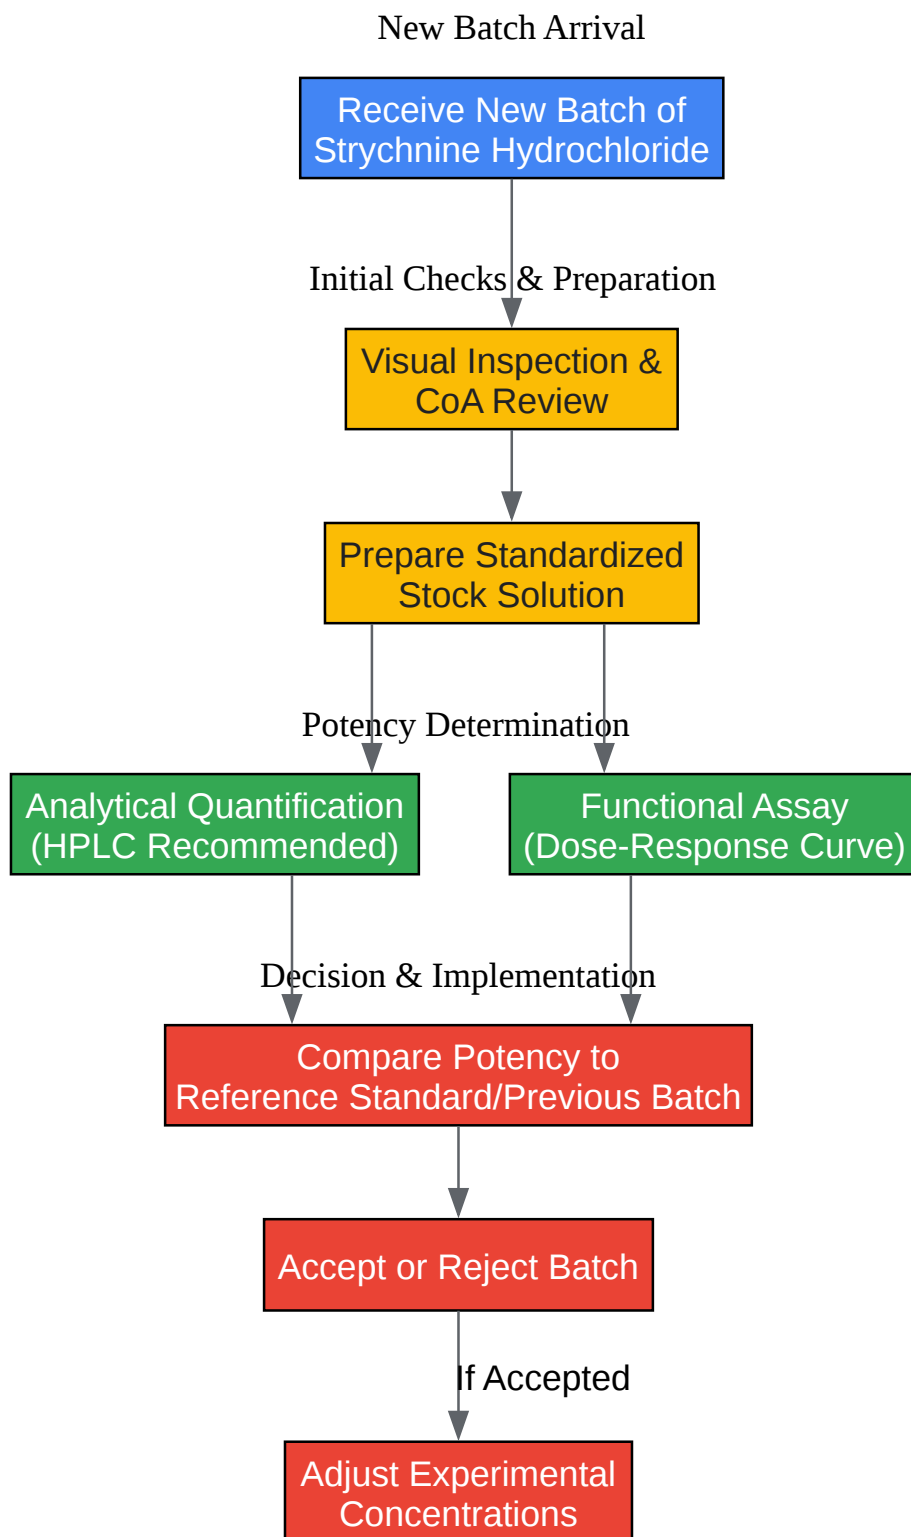 New Batch Arrival
Receive New Batch of
Strychnine Hydrochloride
Initial Checks & Preparation
Visual Inspection &
CoA Review
Prepare Standardized
Stock Solution
Potency Determination
Analytical Quantification
(HPLC Recommended)
Functional Assay
(Dose-Response Curve)
Decision & Implementation
Compare Potency to
Reference Standard/Previous Batch
Accept or Reject Batch
If Accepted
Adjust Experimental
Concentrations